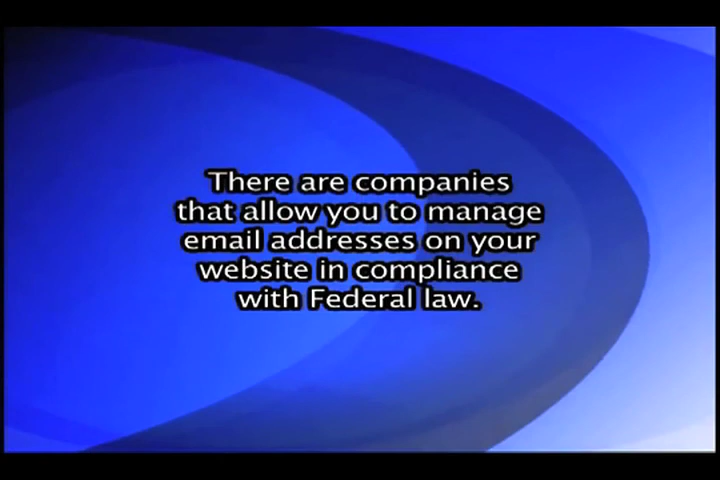 There are companies
that allow you to manage
email addresses on your
website in compliance
with Federal law.